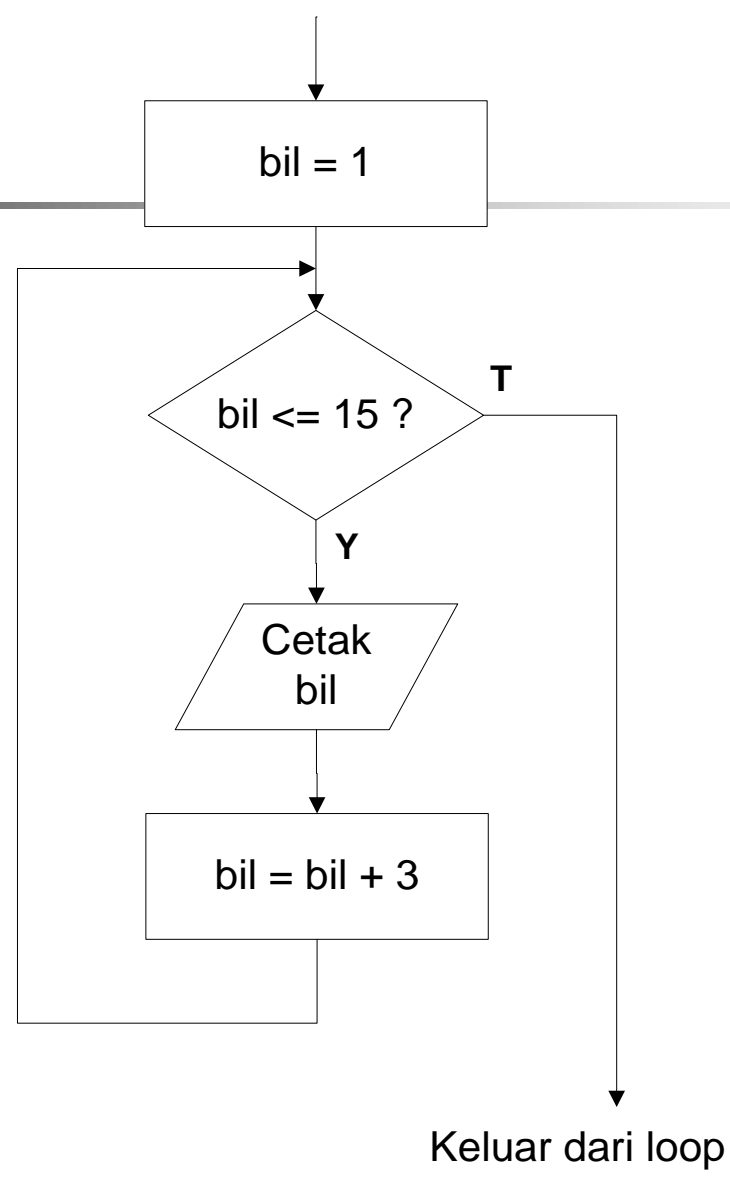 bil = 1
bil <= 15 ?
T
Y
Cetak
bil
bil = bil + 3
Keluar dari loop